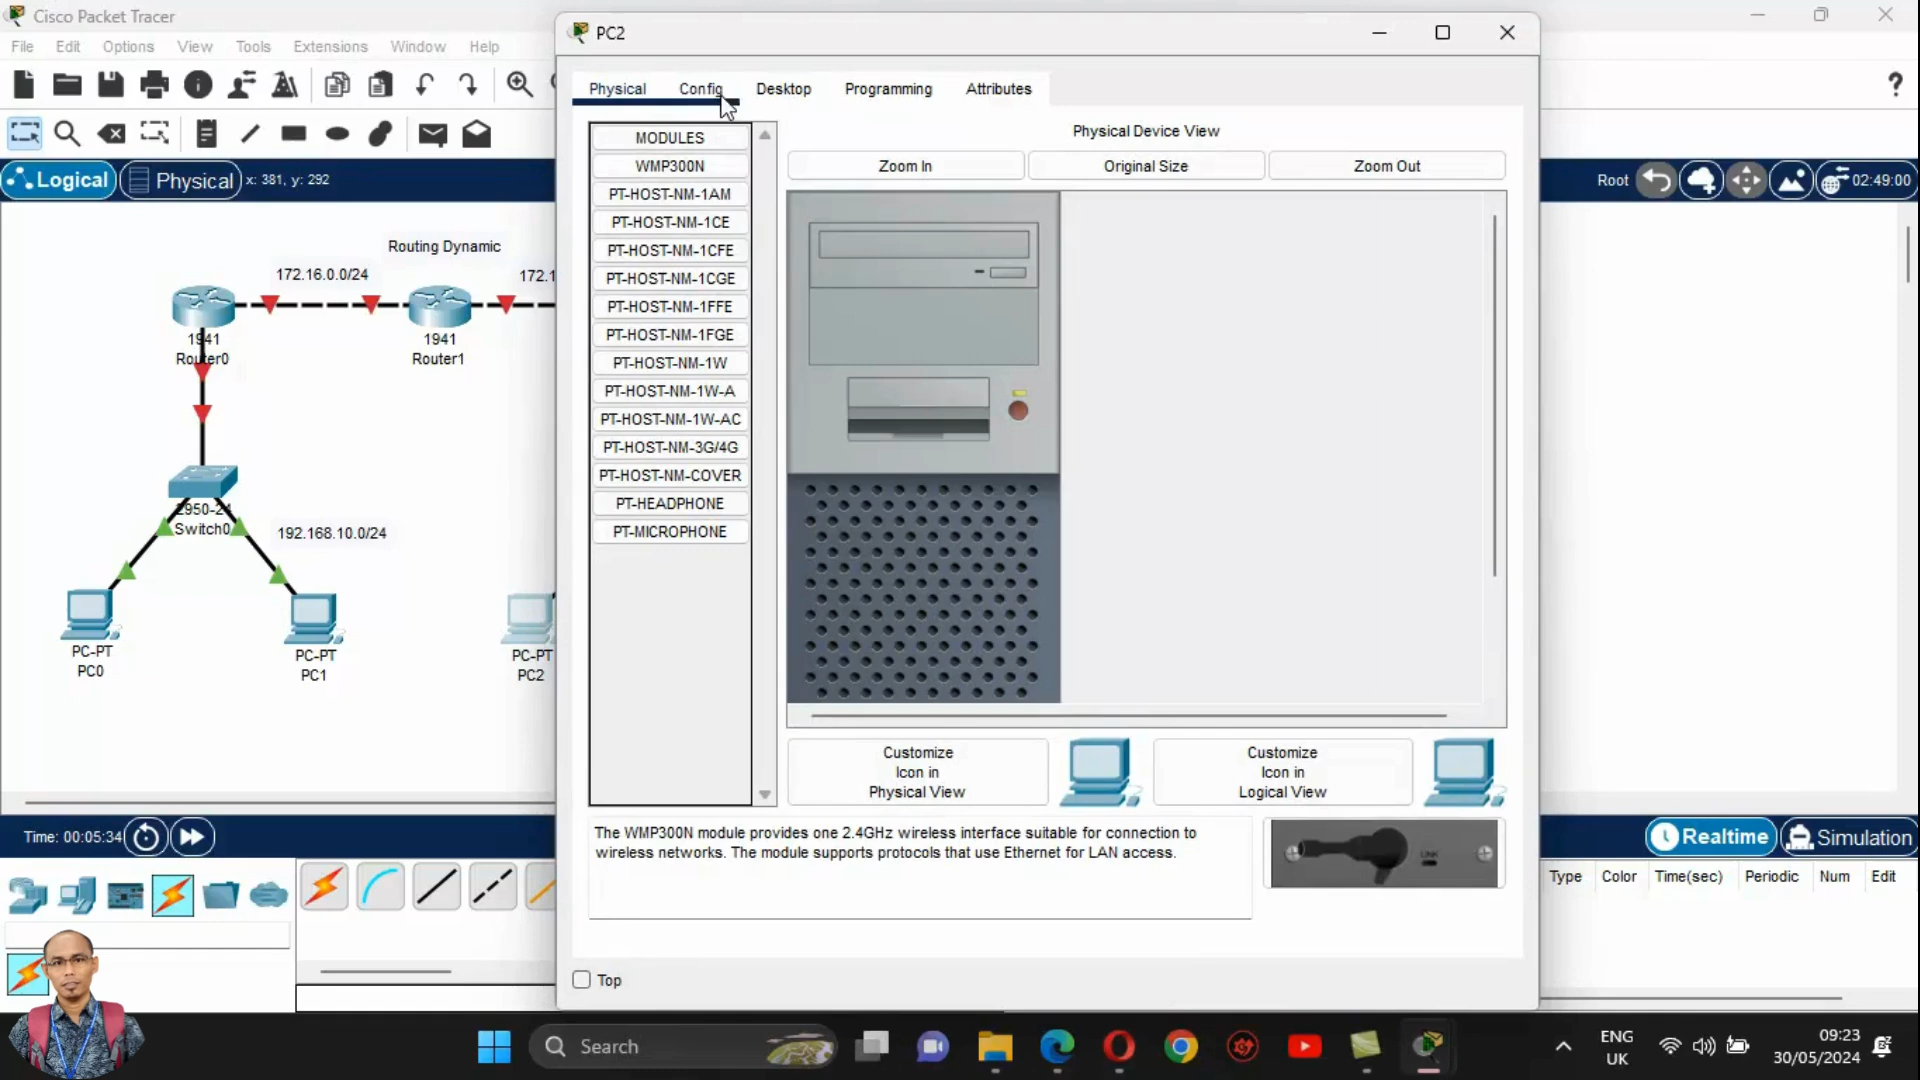 Cisco Packet Tracer
File Edit Options View Tools Extensions Window Help
Logical Physical x: 381, y: 292
Root 02:49:00
Routing Dynamic
172.16.0.0/24
172.1
1941
Router0
1941
Router1
2950-24
Switch0
192.168.10.0/24
PC-PT
PC0
PC-PT
PC1
PC-PT
PC2
PC2
Physical Config Desktop Programming Attributes
MODULES
WMP300N
PT-HOST-NM-1AM
PT-HOST-NM-1CE
PT-HOST-NM-1CFE
PT-HOST-NM-1CGE
PT-HOST-NM-1FFE
PT-HOST-NM-1FGE
PT-HOST-NM-1W
PT-HOST-NM-1W-A
PT-HOST-NM-1W-AC
PT-HOST-NM-3G/4G
PT-HOST-NM-COVER
PT-HEADPHONE
PT-MICROPHONE
Physical Device View
Zoom In Original Size Zoom Out
Customize
Icon in
Physical View
Customize
Icon in
Logical View
The WMP300N module provides one 2.4GHz wireless interface suitable for connection to
wireless networks. The module supports protocols that use Ethernet for LAN access.
LINK
Top
Time: 00:05:34
Realtime Simulation
Type Color Time(sec) Periodic Num Edit
Search
ENG
UK
09:23
30/05/2024